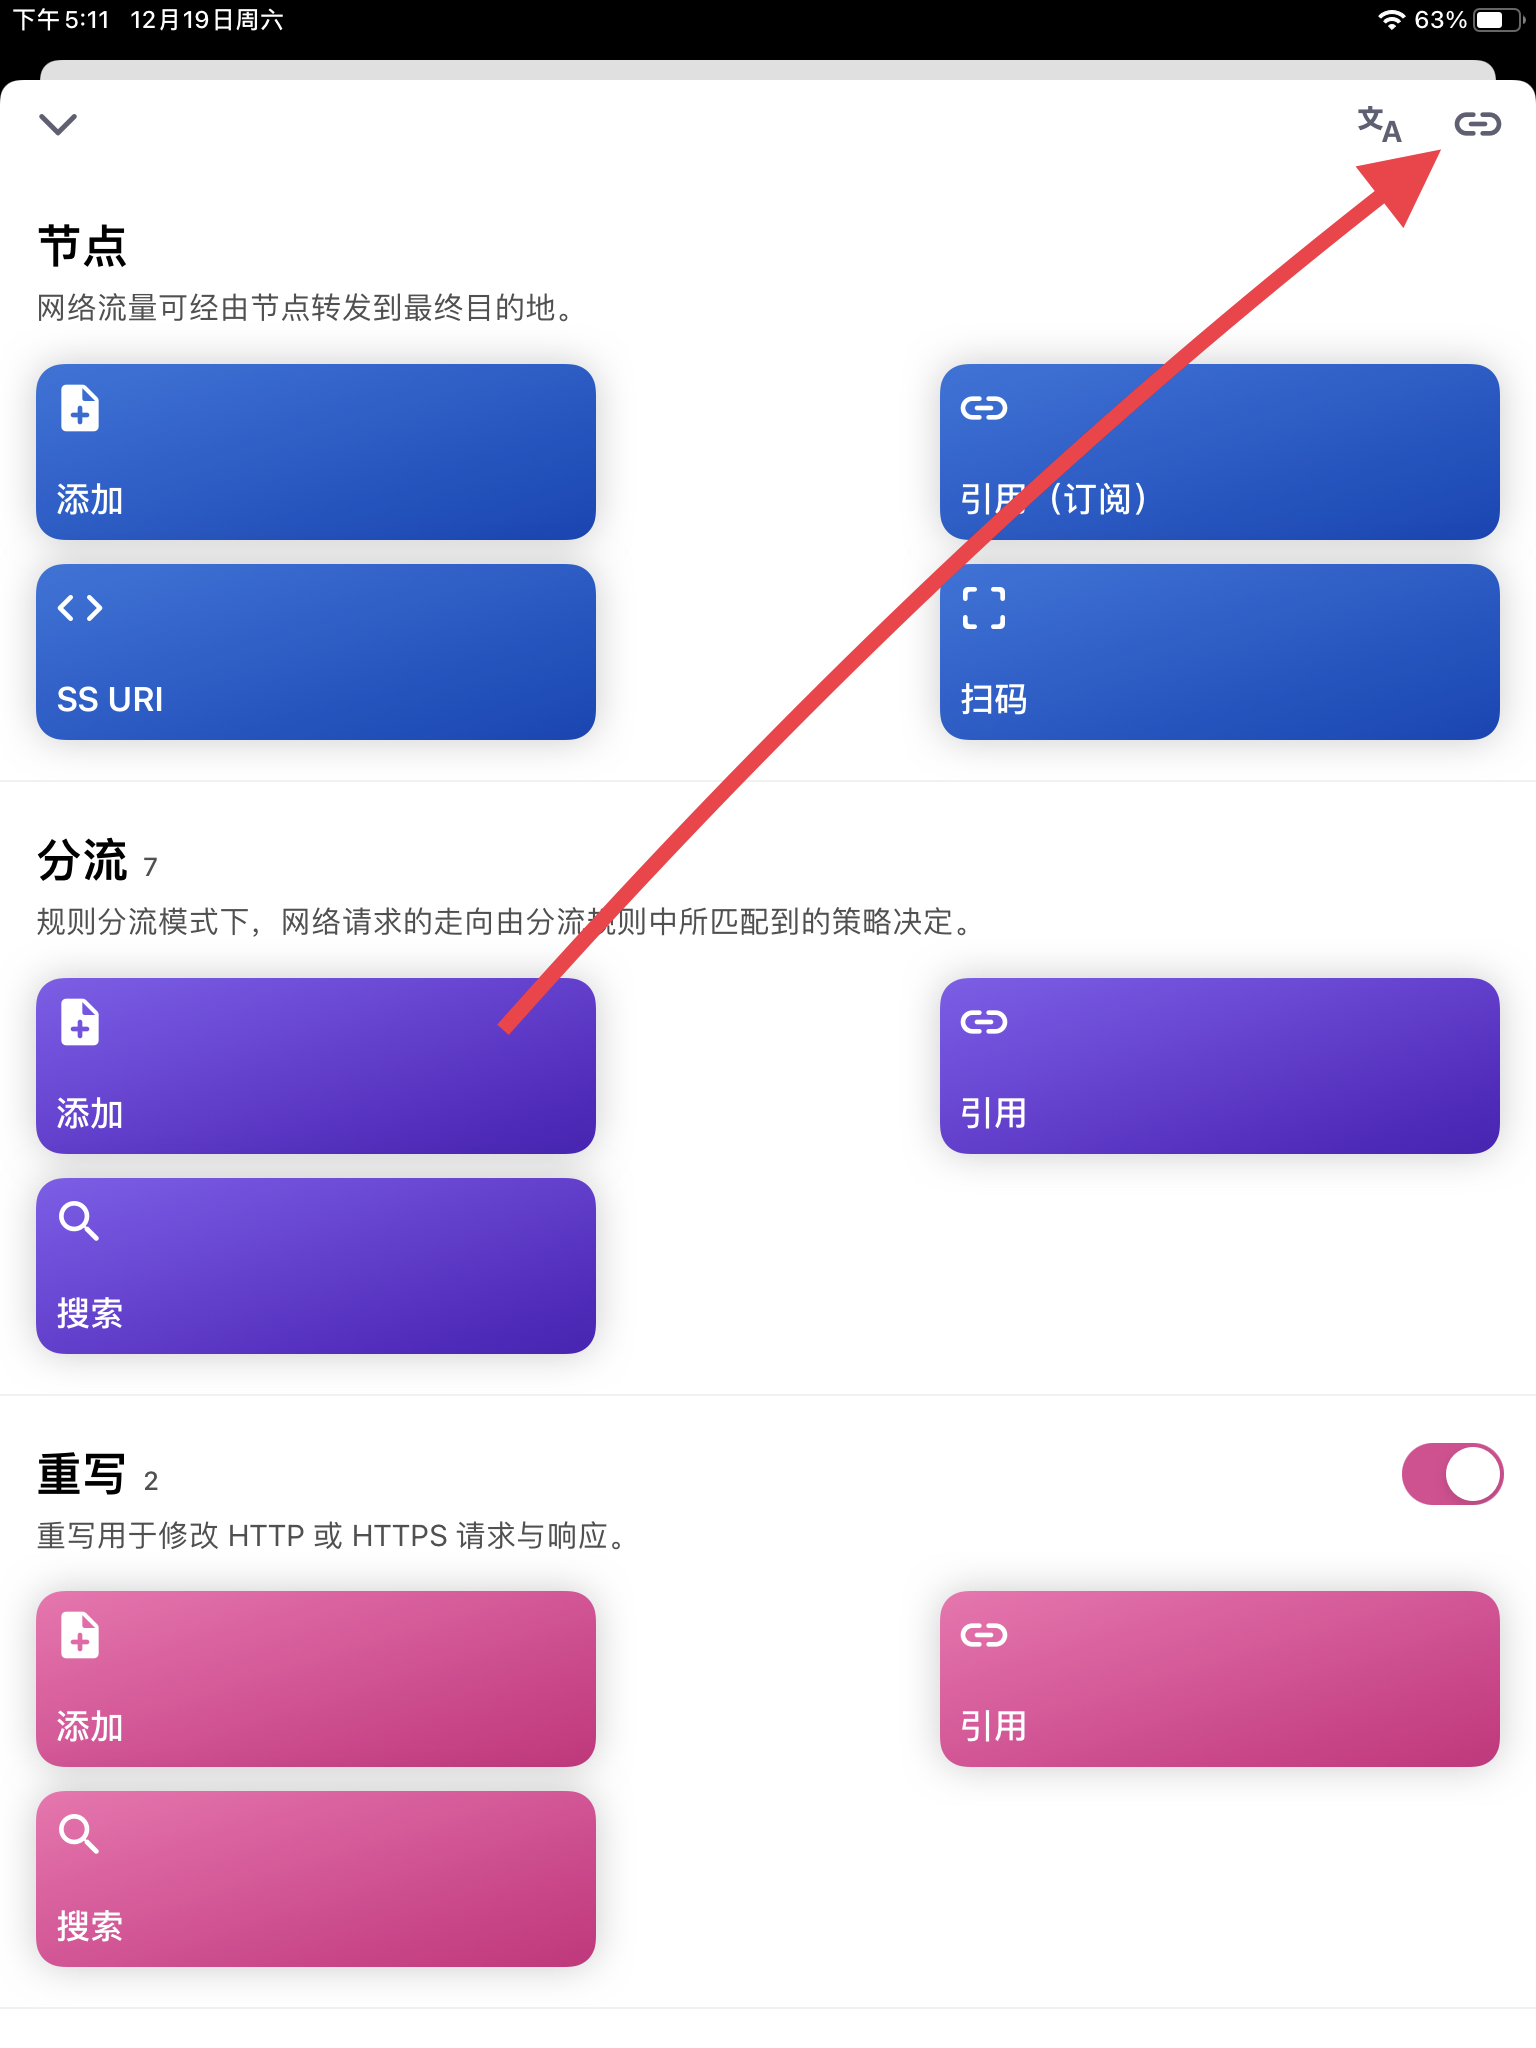 下午5:11 12月19日周六 63%
文A
节点
网络流量可经由节点转发到最终目的地。
添加
引用（订阅）
SS URI
扫码
分流 7
规则分流模式下，网络请求的走向由分流规则中所匹配到的策略决定。
添加
引用
搜索
重写 2
重写用于修改 HTTP 或 HTTPS 请求与响应。
添加
引用
搜索